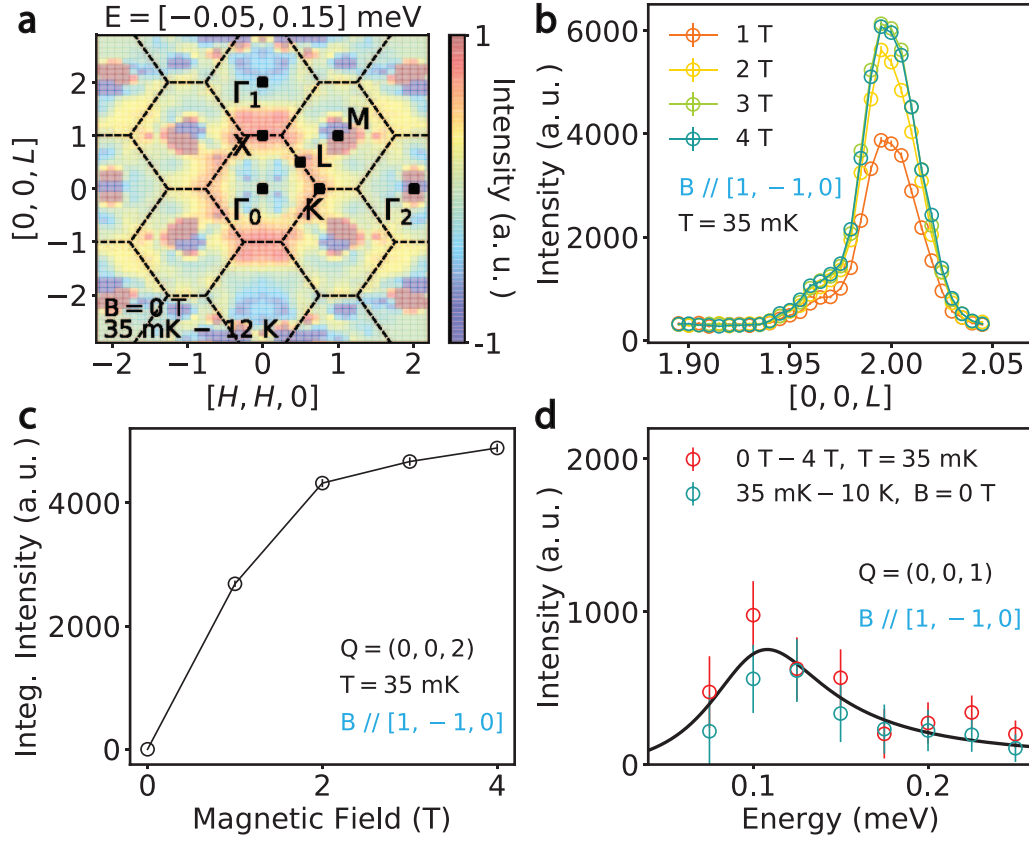 a
E = [−0.05, 0.15] meV
[0, 0, L]
2
1
0
−1
−2
Γ1
X
M
L
Γ0
K
Γ2
B = 0 T
35 mK − 12 K
−2
−1
0
1
2
[H, H, 0]
1
-1
Intensity (a. u.)
b
Intensity (a. u.)
6000
4000
2000
0
1 T
2 T
3 T
4 T
B // [1, −1,0]
T = 35 mK
1.90
1.95
2.00
2.05
[0, 0, L]
c
Integ. Intensity (a. u.)
4000
2000
0
Q = (0, 0, 2)
T = 35 mK
B // [1, −1,0]
0
2
4
Magnetic Field (T)
d
Intensity (a. u.)
2000
1000
0
0 T − 4 T, T = 35 mK
35 mK − 10 K, B = 0 T
Q = (0, 0, 1)
B // [1, −1,0]
0.1
0.2
Energy (meV)